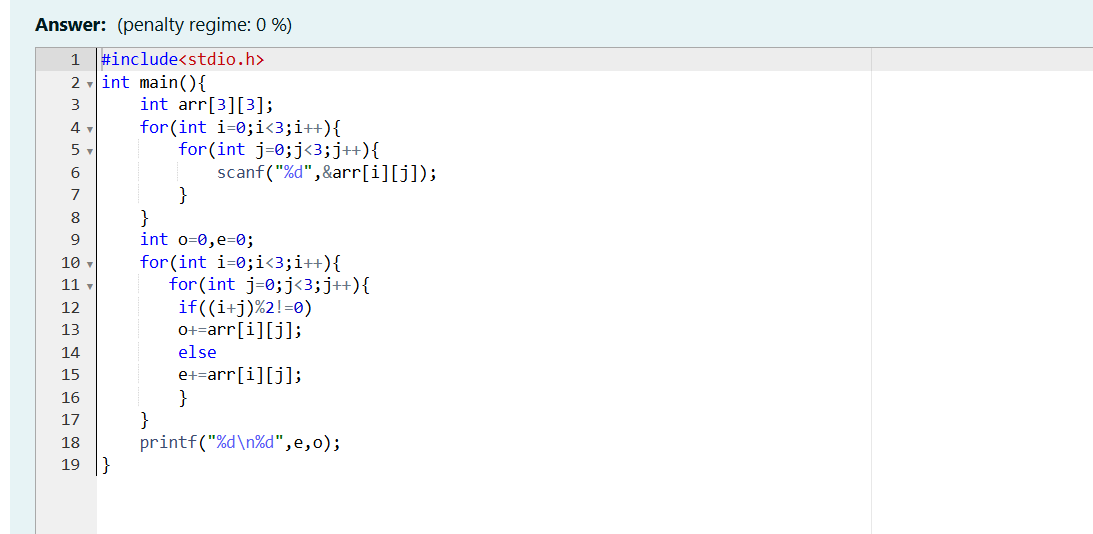 Answer: (penalty regime: 0 %)
1 #include<stdio.h>
2 int main(){
3     int arr[3][3];
4     for(int i=0;i<3;i++){
5         for(int j=0;j<3;j++){
6             scanf("%d",&arr[i][j]);
7         }
8     }
9     int o=0,e=0;
10     for(int i=0;i<3;i++){
11        for(int j=0;j<3;j++){
12         if((i+j)%2!=0)
13         o+=arr[i][j];
14         else
15         e+=arr[i][j];
16         }
17     }
18     printf("%d\n%d",e,o);
19 }